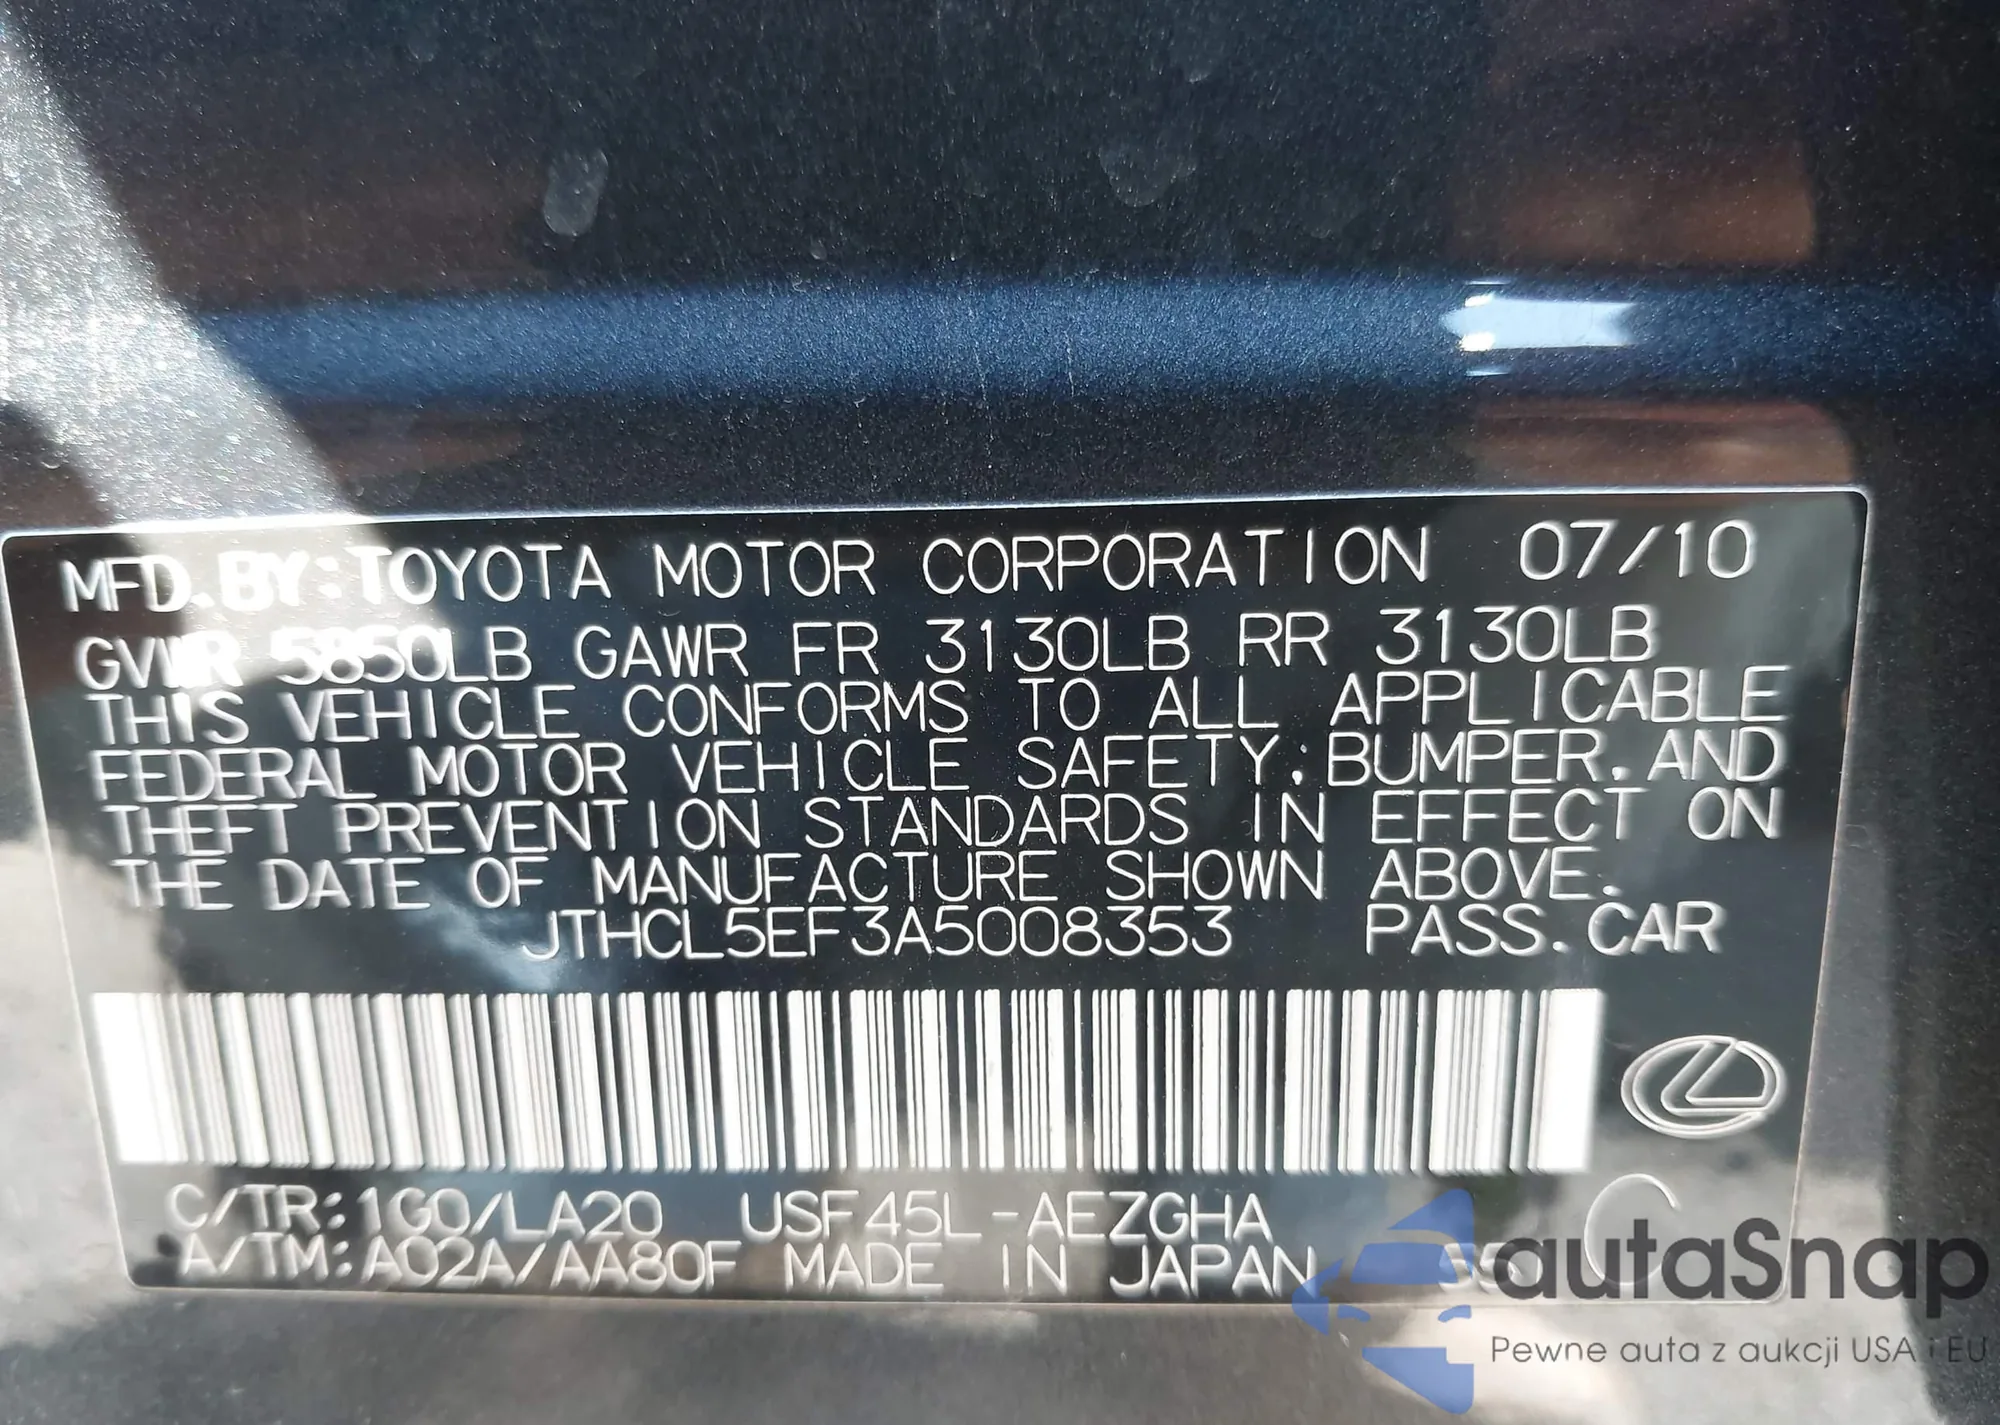 MFD.BY:TOYOTA MOTOR CORPORATION 07/10
GVWR 5850LB GAWR FR 3130LB RR 3130LB
THIS VEHICLE CONFORMS TO ALL APPLICABLE
FEDERAL MOTOR VEHICLE SAFETY, BUMPER, AND
THEFT PREVENTION STANDARDS IN EFFECT ON
THE DATE OF MANUFACTURE SHOWN ABOVE.
JTHCL5EF3A5008353 PASS.CAR
C/TR:1G0/LA20 USF45L-AEZGHA C
A/TM:A02A/AA80F MADE IN JAPAN
autaSnap
Pewne auta z aukcji USA i EU